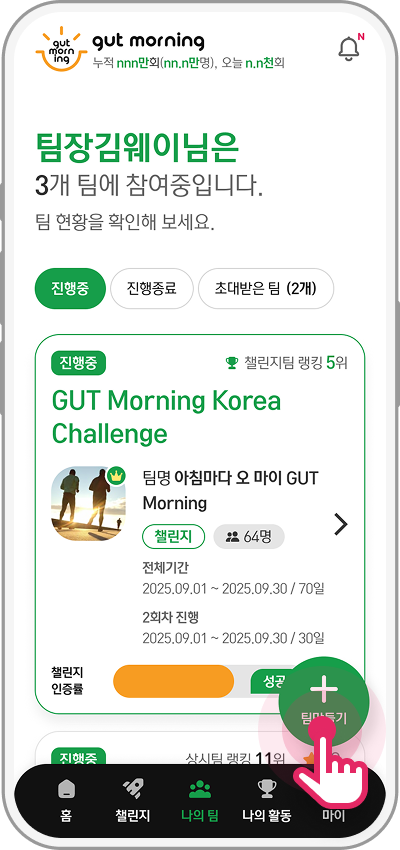 gut
morn
ing
gut morning
누적 nnn만회(nn.n만명), 오늘 n.n천회
N
팀장김웨이님은
3개 팀에 참여중입니다.
팀 현황을 확인해 보세요.
진행중
진행종료
초대받은 팀 (2개)
진행중
챌린지팀 랭킹 5위
GUT Morning Korea
Challenge
팀명 아침마다 오 마이 GUT
Morning
챌린지
64명
전체기간
2025.09.01 ~ 2025.09.30 / 70일
2회차 진행
2025.09.01 ~ 2025.09.30 / 30일
챌린지
인증률
진행중
상시팀 랭킹 11위
홈
챌린지
나의 팀
나의 활동
마이